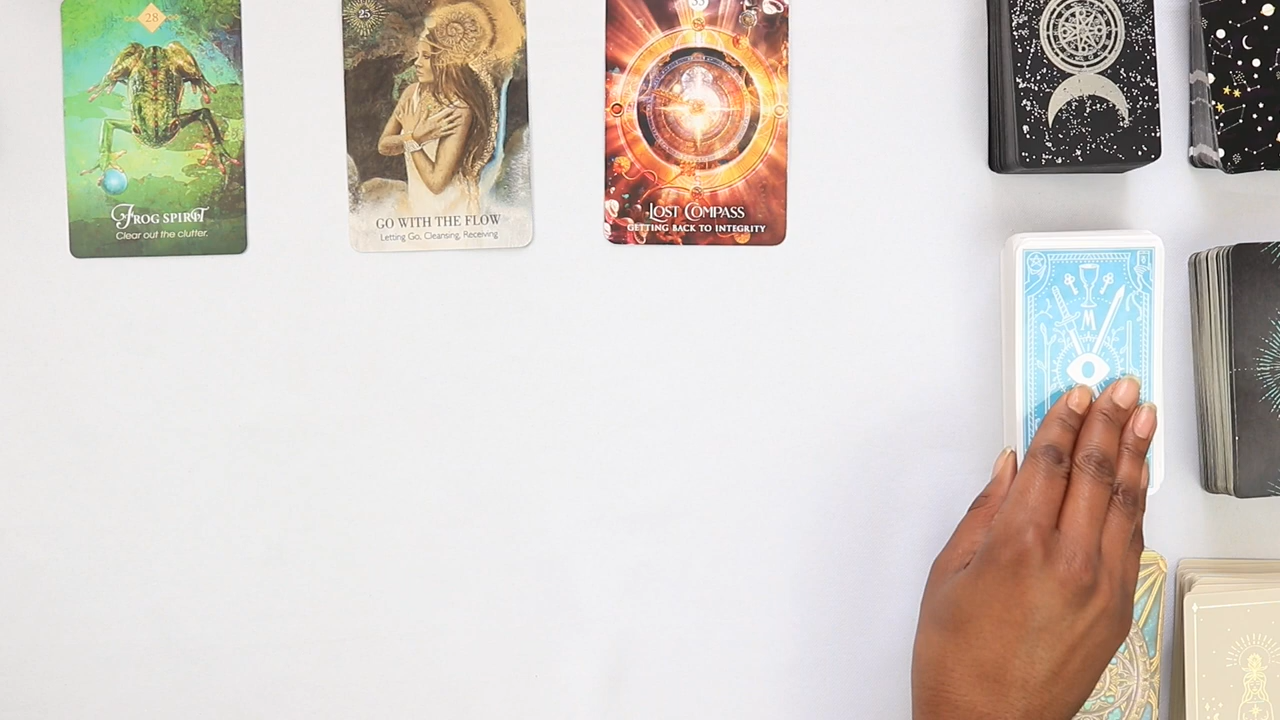 28
FROG SPIRIT
Clear out the clutter.
25
GO WITH THE FLOW
Letting Go, Cleansing, Receiving
33
LOST COMPASS
GETTING BACK TO INTEGRITY
M